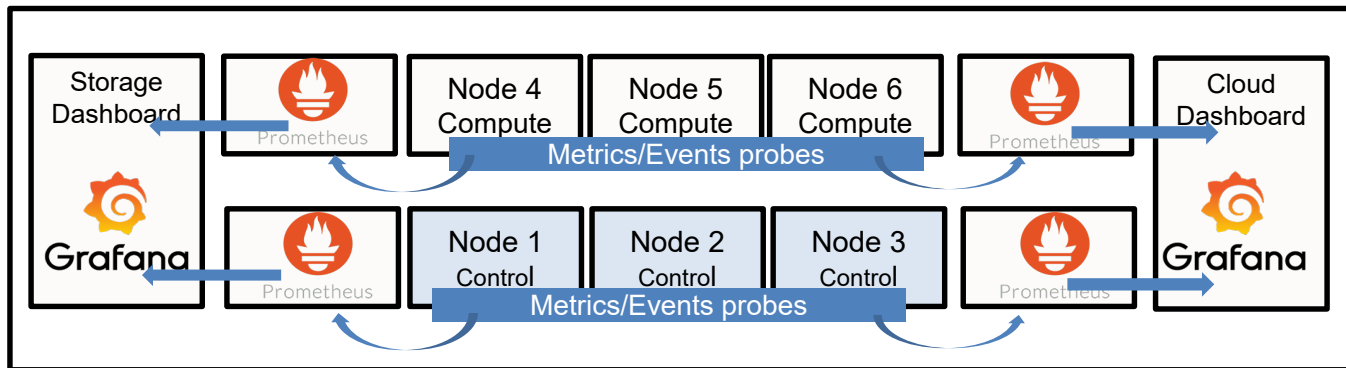 Storage
Dashboard
Grafana
Prometheus
Node 4
Compute
Node 5
Compute
Node 6
Compute
Metrics/Events probes
Prometheus
Cloud
Dashboard
Grafana
Prometheus
Node 1
Control
Node 2
Control
Node 3
Control
Metrics/Events probes
Prometheus